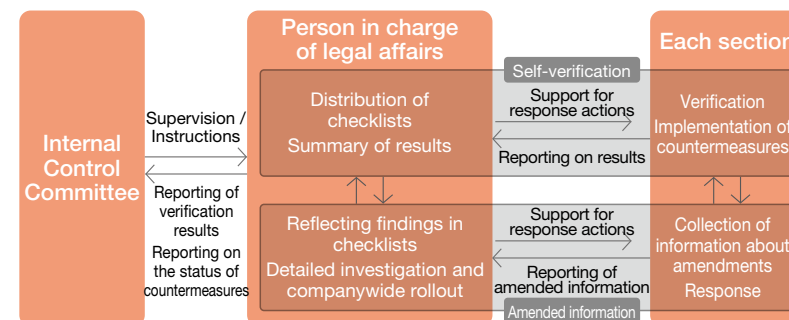 Person in charge
of legal affairs
Each section
Self-verification
Internal
Control
Committee
Supervision /
Instructions
Reporting of
verification
results
Reporting on
the status of
countermeasures
Distribution of
checklists
Summary of results
Support for
response actions
Reporting on results
Verification
Implementation of
countermeasures
Reflecting findings in
checklists
Detailed investigation and
companywide rollout
Support for
response actions
Reporting of
amended information
Collection of
information about
amendments
Response
Amended information